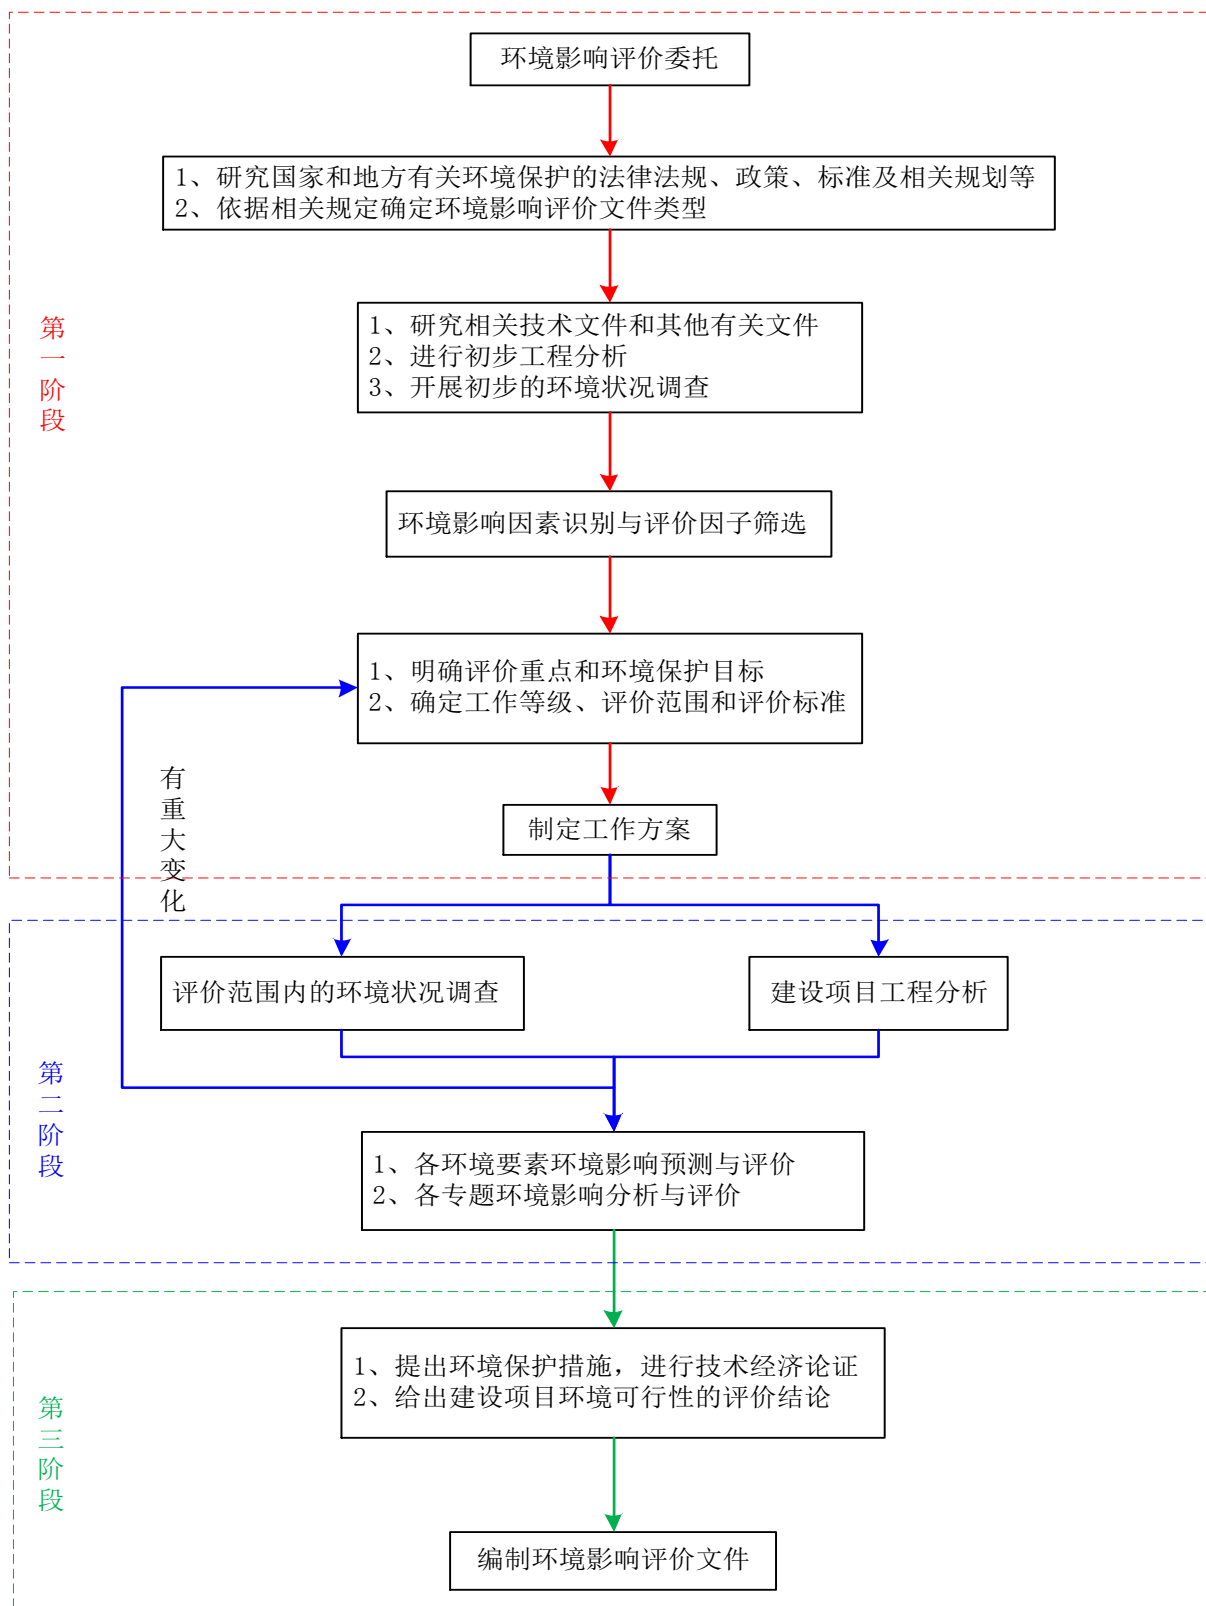 环境影响评价委托
1、研究国家和地方有关环境保护的法律法规、政策、标准及相关规划等
2、依据相关规定确定环境影响评价文件类型
第一阶段
1、研究相关技术文件和其他有关文件
2、进行初步工程分析
3、开展初步的环境状况调查
环境影响因素识别与评价因子筛选
1、明确评价重点和环境保护目标
2、确定工作等级、评价范围和评价标准
有重大变化
制定工作方案
评价范围内的环境状况调查
建设项目工程分析
第二阶段
1、各环境要素环境影响预测与评价
2、各专题环境影响分析与评价
1、提出环境保护措施，进行技术经济论证
2、给出建设项目环境可行性的评价结论
第三阶段
编制环境影响评价文件